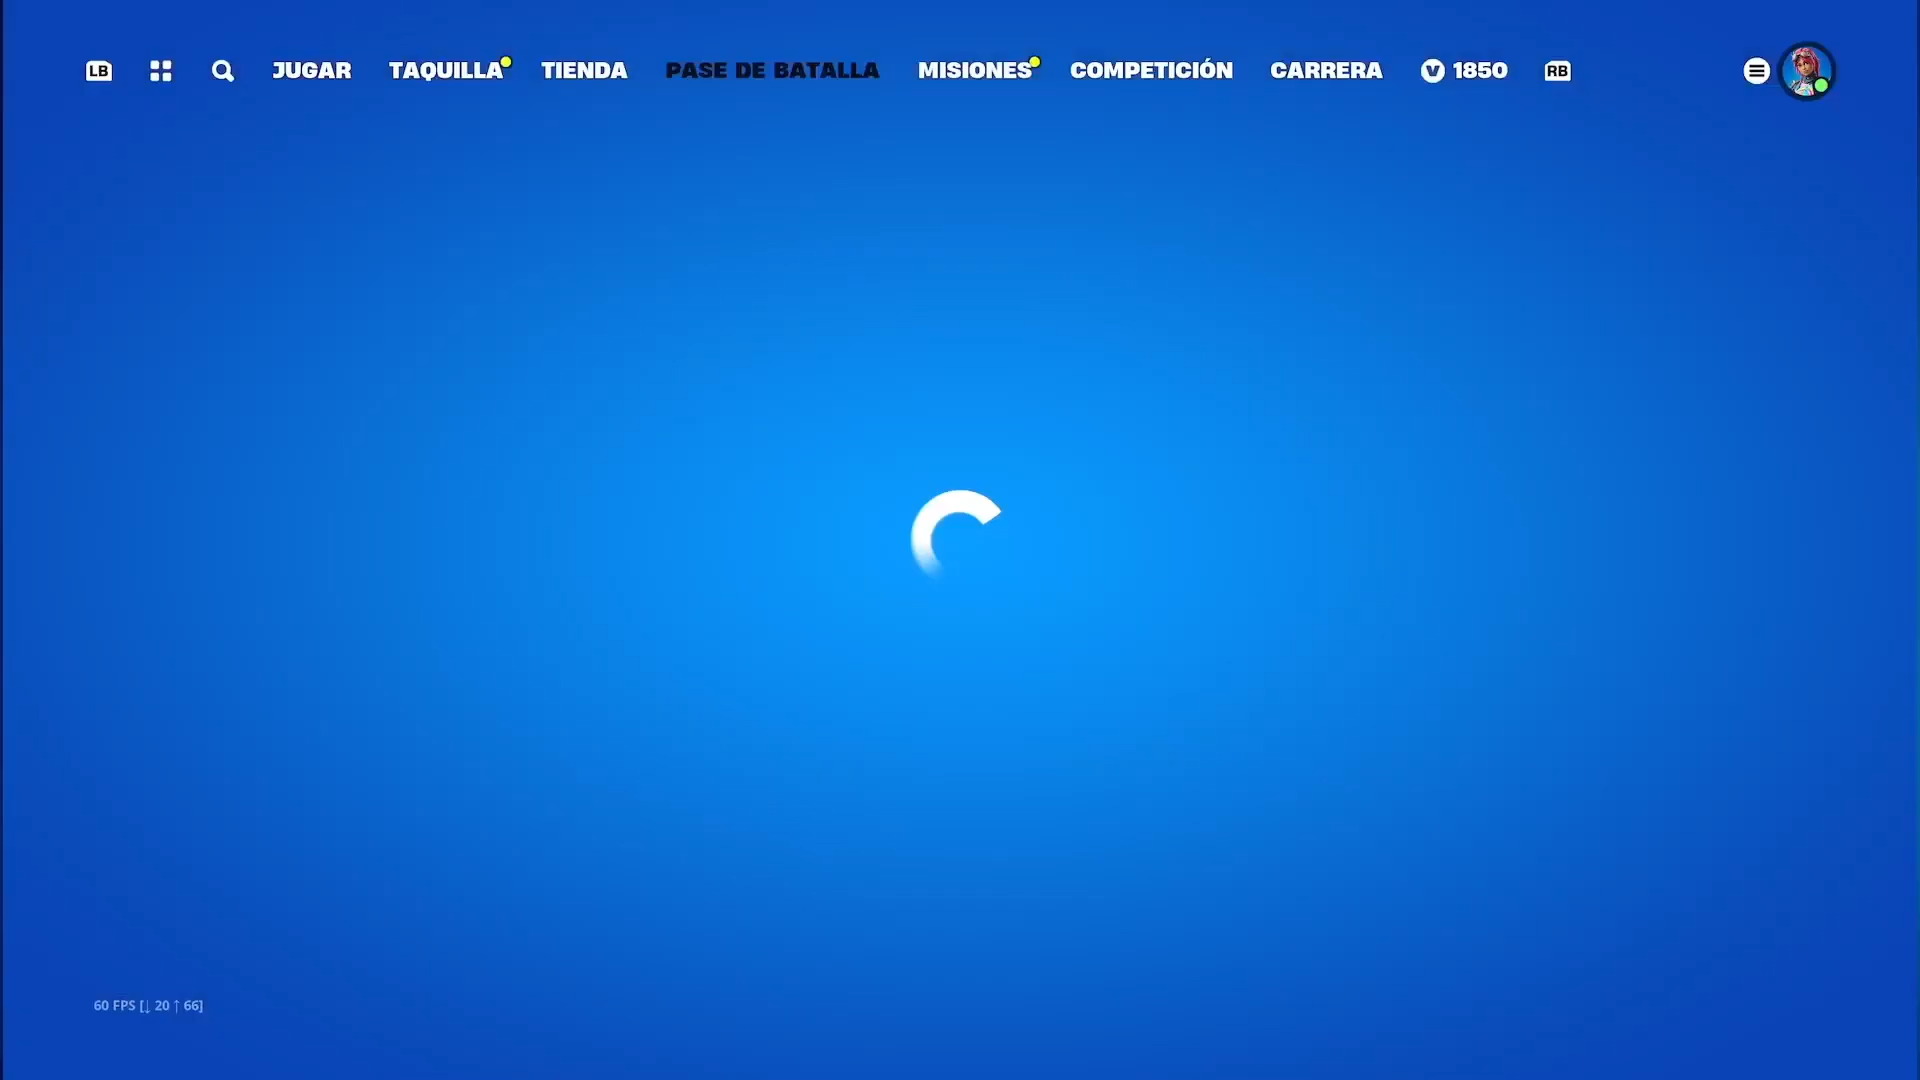 LB JUGAR TAQUILLA TIENDA PASE DE BATALLA MISIONES COMPETICIÓN CARRERA V 1850 RB
60 FPS [↓ 20 ↑ 66]